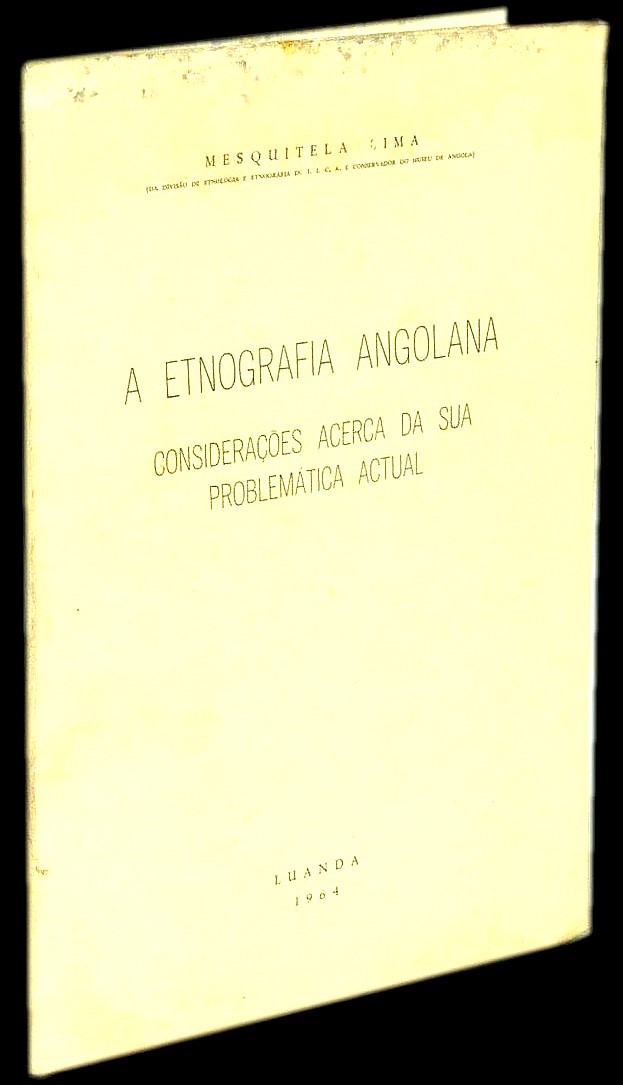 MESQUITELA LIMA
(DA DIVISÃO DE ETNOLOGIA E ETNOGRAFIA DO I. I. C. A. E CONSERVADOR DO MUSEU DE ANGOLA)
A ETNOGRAFIA ANGOLANA
CONSIDERAÇÕES ACERCA DA SUA
PROBLEMÁTICA ACTUAL
LUANDA
1964